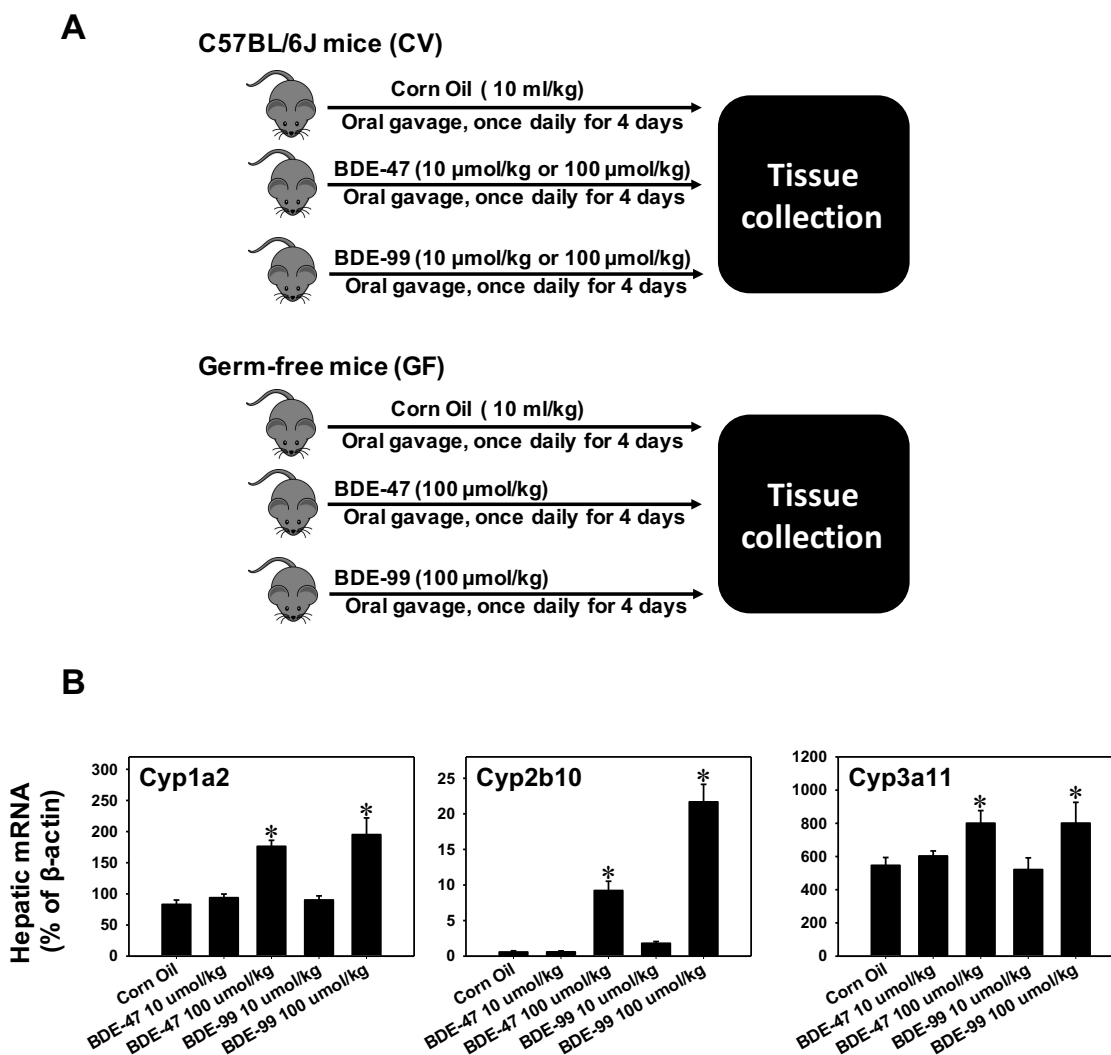 A
C57BL/6J mice (CV)
Corn Oil ( 10 ml/kg)
Oral gavage, once daily for 4 days
BDE-47 (10 μmol/kg or 100 μmol/kg)
Oral gavage, once daily for 4 days
BDE-99 (10 μmol/kg or 100 μmol/kg)
Oral gavage, once daily for 4 days
Tissue
collection
Germ-free mice (GF)
Corn Oil ( 10 ml/kg)
Oral gavage, once daily for 4 days
BDE-47 (100 μmol/kg)
Oral gavage, once daily for 4 days
BDE-99 (100 μmol/kg)
Oral gavage, once daily for 4 days
Tissue
collection
B
Hepatic mRNA
(% of β-actin)
Cyp1a2
300
250
200
150
100
50
0
*
*
Corn Oil
BDE-47 10 umol/kg
BDE-47 100 umol/kg
BDE-99 10 umol/kg
BDE-99 100 umol/kg
Cyp2b10
25
20
15
10
5
0
*
*
Corn Oil
BDE-47 10 umol/kg
BDE-47 100 umol/kg
BDE-99 10 umol/kg
BDE-99 100 umol/kg
Cyp3a11
1200
1000
800
600
400
200
0
*
*
Corn Oil
BDE-47 10 umol/kg
BDE-47 100 umol/kg
BDE-99 10 umol/kg
BDE-99 100 umol/kg